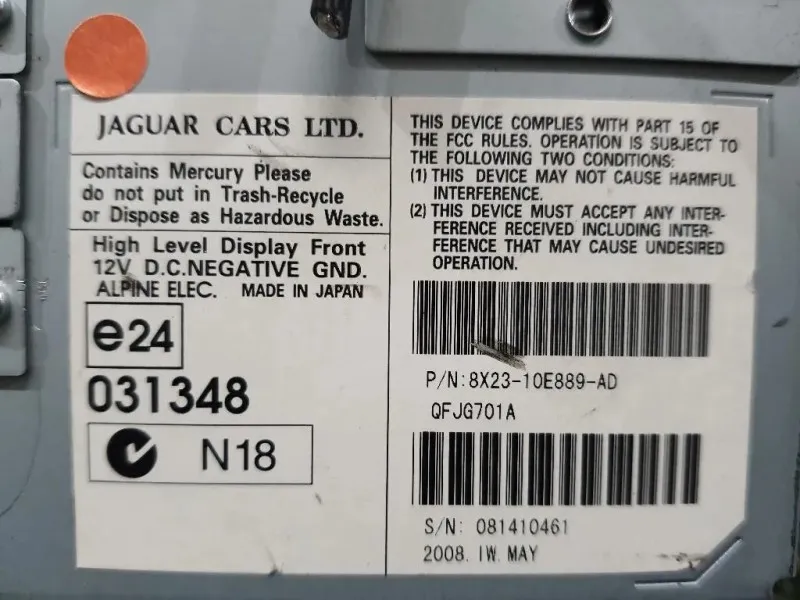 JAGUAR CARS LTD.
Contains Mercury Please
do not put in Trash-Recycle
or Dispose as Hazardous Waste.
High Level Display Front
12V D.C.NEGATIVE GND.
ALPINE ELEC. MADE IN JAPAN
e24
031348
N18
THIS DEVICE COMPLIES WITH PART 15 OF
THE FCC RULES. OPERATION IS SUBJECT TO
THE FOLLOWING TWO CONDITIONS:
(1) THIS DEVICE MAY NOT CAUSE HARMFUL
INTERFERENCE.
(2) THIS DEVICE MUST ACCEPT ANY INTER-
FERENCE RECEIVED INCLUDING INTER-
FERENCE THAT MAY CAUSE UNDESIRED
OPERATION.
P/N:8X23-10E889-AD
QFJG701A
S/N: 081410461
2008. IW. MAY